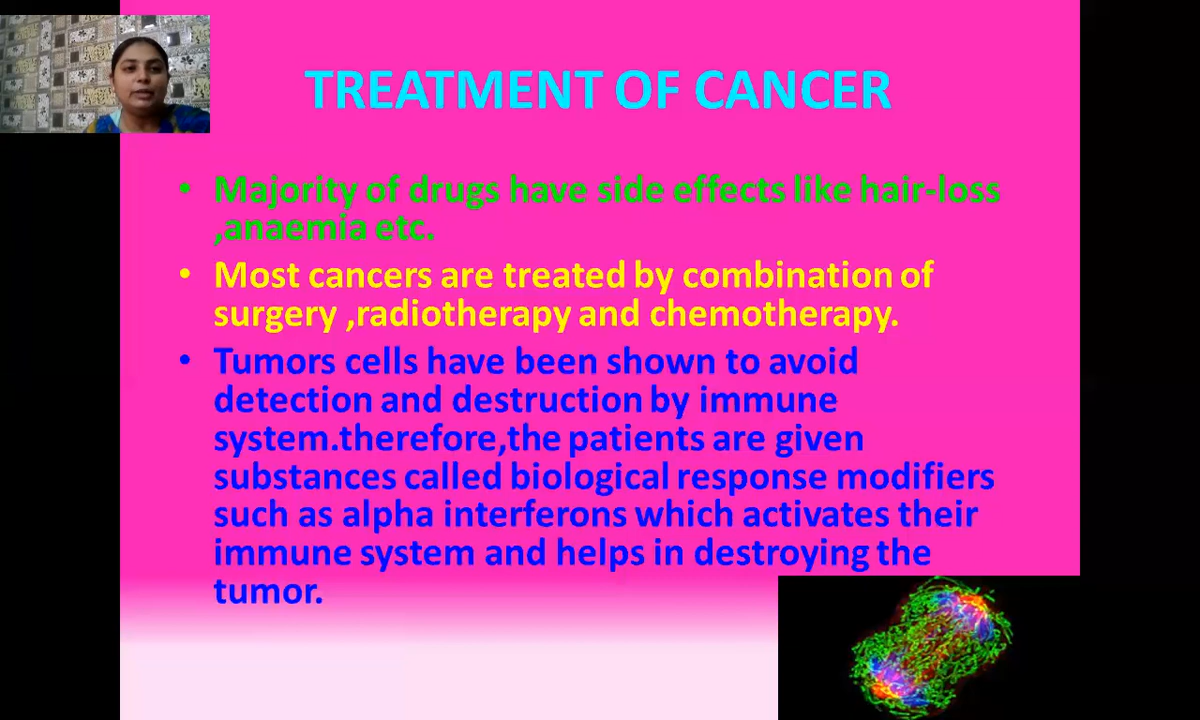 TREATMENT OF CANCER
• Majority of drugs have side effects like hair-loss
,anaemia etc.
• Most cancers are treated by combination of
surgery ,radiotherapy and chemotherapy.
• Tumors cells have been shown to avoid
detection and destruction by immune
system.therefore,the patients are given
substances called biological response modifiers
such as alpha interferons which activates their
immune system and helps in destroying the
tumor.